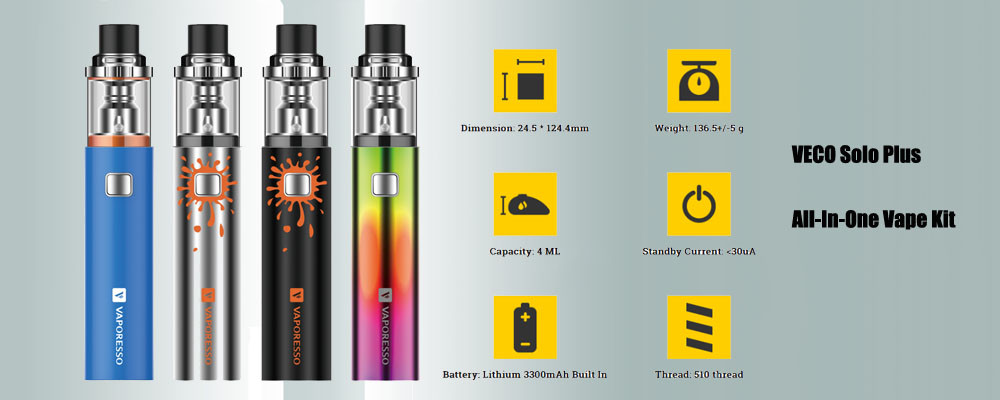 VAPORESSO
VAPORESSO
VAPORESSO
VAPORESSO
Dimension: 24.5 * 124.4mm
Weight: 136.5+/-5 g
Capacity: 4 ML
Standby Current: <30uA
Battery: Lithium 3300mAh Built In
Thread: 510 thread
VECO Solo Plus
All-In-One Vape Kit